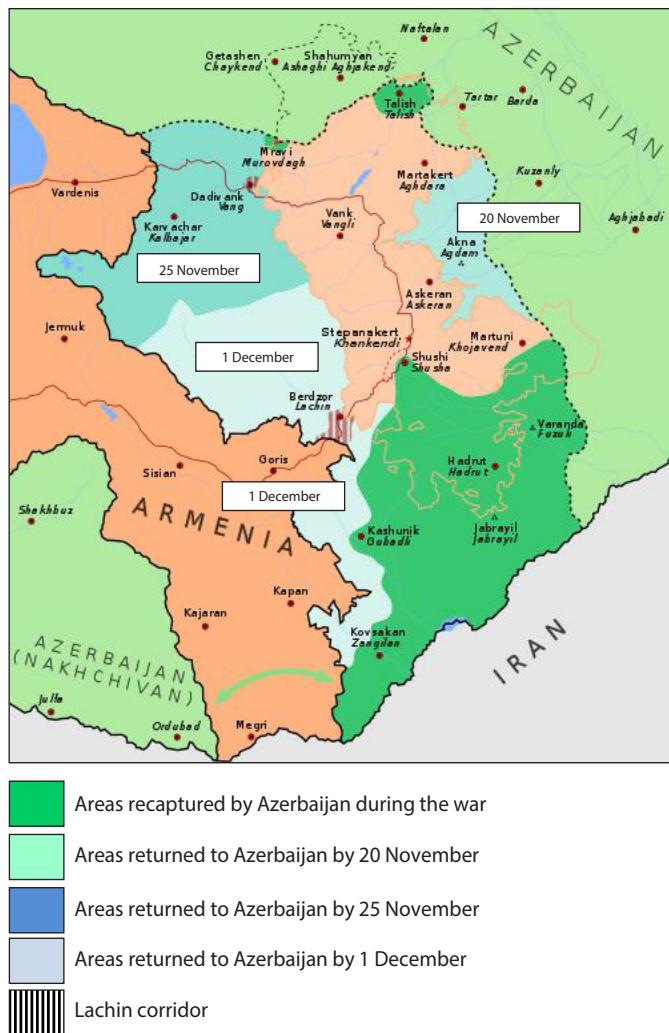 Naftalan
Getashen
Chaykend
Shahumyan
Ashaghi Aghjakend
AZERBAIJAN
Talish
Talish
Tartar
Barda
Mravi
Murovdagh
Martakert
Aghdara
Kuzanly
Vardenis
Dadivank
Vang
Karvachar
Kalbajar
Vank
Vangli
20 November
Aghjabadi
Akna
Agdam
25 November
Askeran
Askeran
Jermuk
Stepanakert
Khankendi
Martuni
Khojavend
1 December
Shushi
Shusha
Berdzor
Lachin
Varanda
Fuzuli
Sisian
Goris
Hadrut
Hadrut
1 December
Shakhbuz
ARMENIA
Kashunik
Gubadli
Jabrayil
Jabrayil
Kapan
Kajaran
Kovsakan
Zangilan
IRAN
AZERBAIJAN
(NAKHCHIVAN)
Julfa
Ordubad
Megri
Areas recaptured by Azerbaijan during the war
Areas returned to Azerbaijan by 20 November
Areas returned to Azerbaijan by 25 November
Areas returned to Azerbaijan by 1 December
Lachin corridor